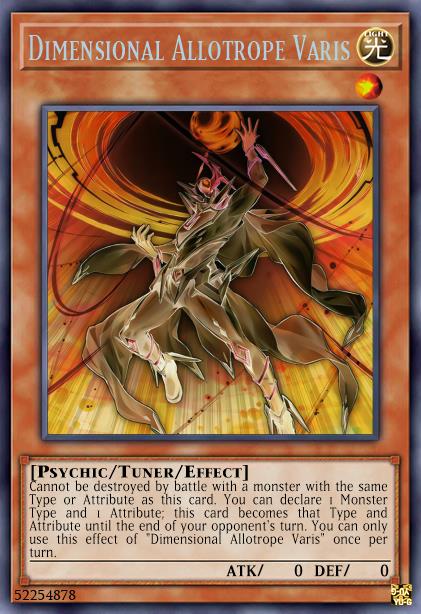 DIMENSIONAL ALLOTROPE VARIS
LIGHT
光
[PSYCHIC/TUNER/EFFECT]
Cannot be destroyed by battle with a monster with the same
Type or Attribute as this card. You can declare 1 Monster
Type and 1 Attribute; this card becomes that Type and
Attribute until the end of your opponent's turn. You can only
use this effect of "Dimensional Allotrope Varis" once per
turn.
ATK/ 0 DEF/ 0
52254878